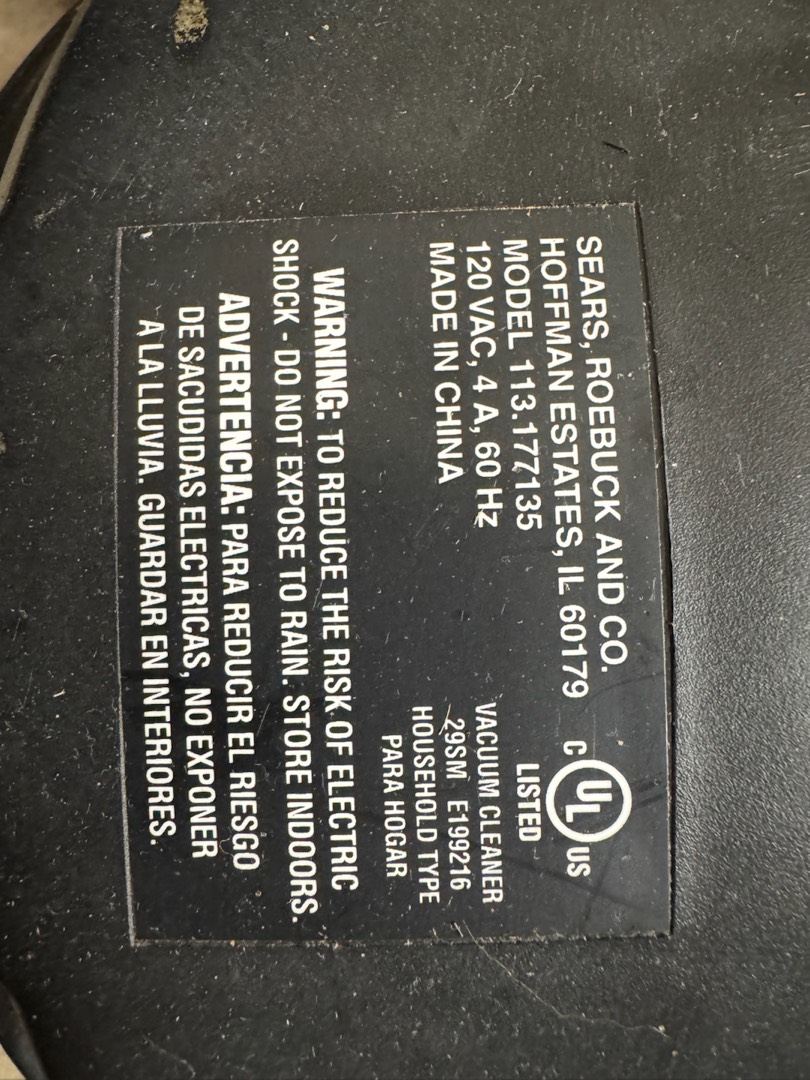 SEARS, ROEBUCK AND CO.
HOFFMAN ESTATES, IL 60179
MODEL 113.177135
120 VAC, 4 A, 60 Hz
MADE IN CHINA
C UL US
LISTED
VACUUM CLEANER
29SM E199216
HOUSEHOLD TYPE
PARA HOGAR
WARNING: TO REDUCE THE RISK OF ELECTRIC
SHOCK - DO NOT EXPOSE TO RAIN. STORE INDOORS.
ADVERTENCIA: PARA REDUCIR EL RIESGO
DE SACUDIDAS ELECTRICAS, NO EXPONER
A LA LLUVIA. GUARDAR EN INTERIORES.